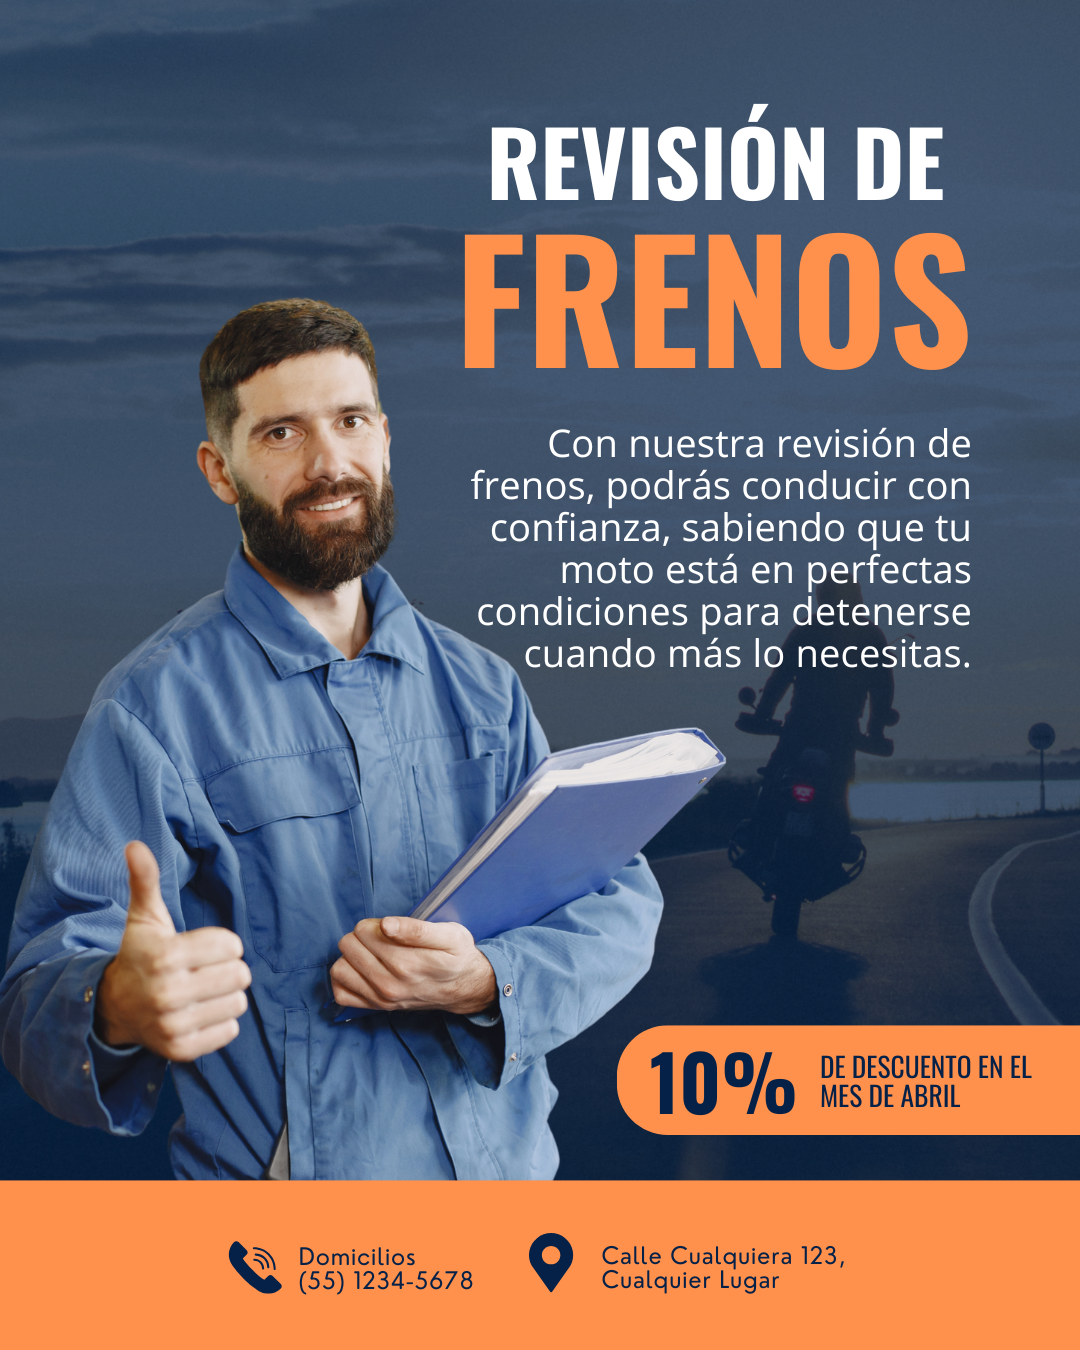 REVISIÓN DE
FRENOS
Con nuestra revisión de
frenos, podrás conducir con
confianza, sabiendo que tu
moto está en perfectas
condiciones para detenerse
cuando más lo necesitas.
10%
DE DESCUENTO EN EL
MES DE ABRIL
Domicilios
(55) 1234-5678
Calle Cualquiera 123,
Cualquier Lugar